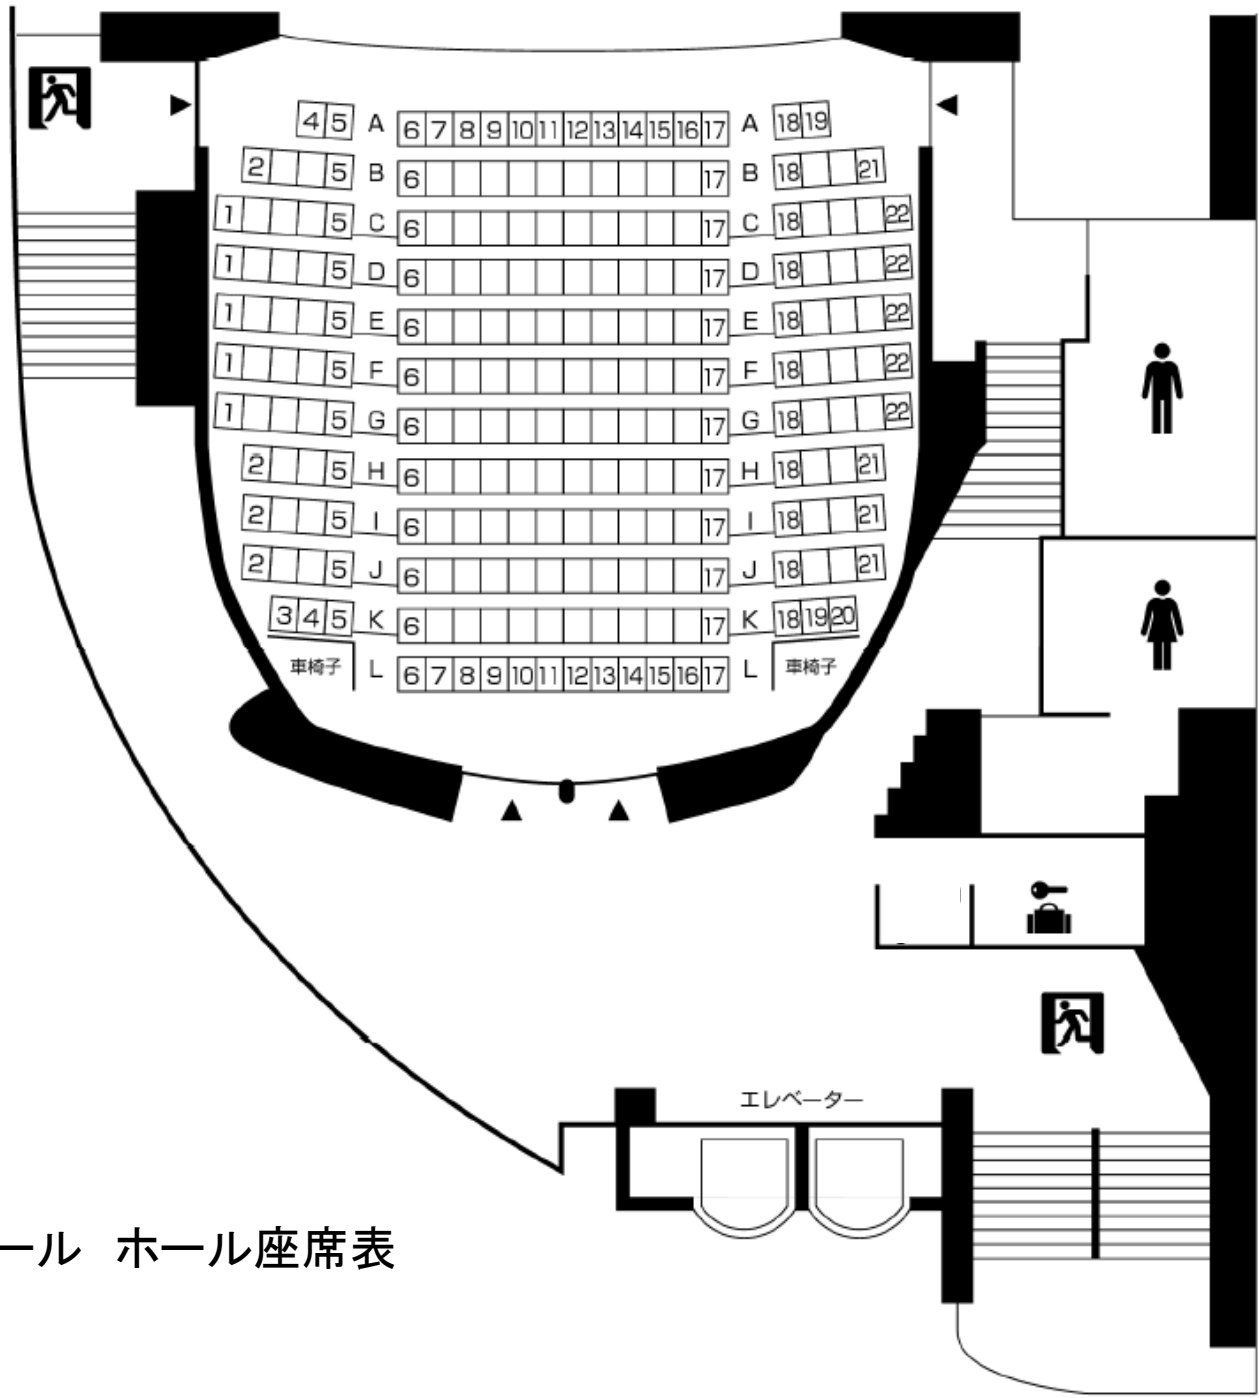 4 5 A 6 7 8 9 10 11 12 13 14 15 16 17 A 18 19
2 5 B 6 17 B 18 21
1 5 C 6 17 C 18 22
1 5 D 6 17 D 18 22
1 5 E 6 17 E 18 22
1 5 F 6 17 F 18 22
1 5 G 6 17 G 18 22
2 5 H 6 17 H 18 21
2 5 I 6 17 I 18 21
2 5 J 6 17 J 18 21
3 4 5 K 6 17 K 18 19 20
車椅子 L 6 7 8 9 10 11 12 13 14 15 16 17 L 車椅子
エレベーター
ール ホール座席表